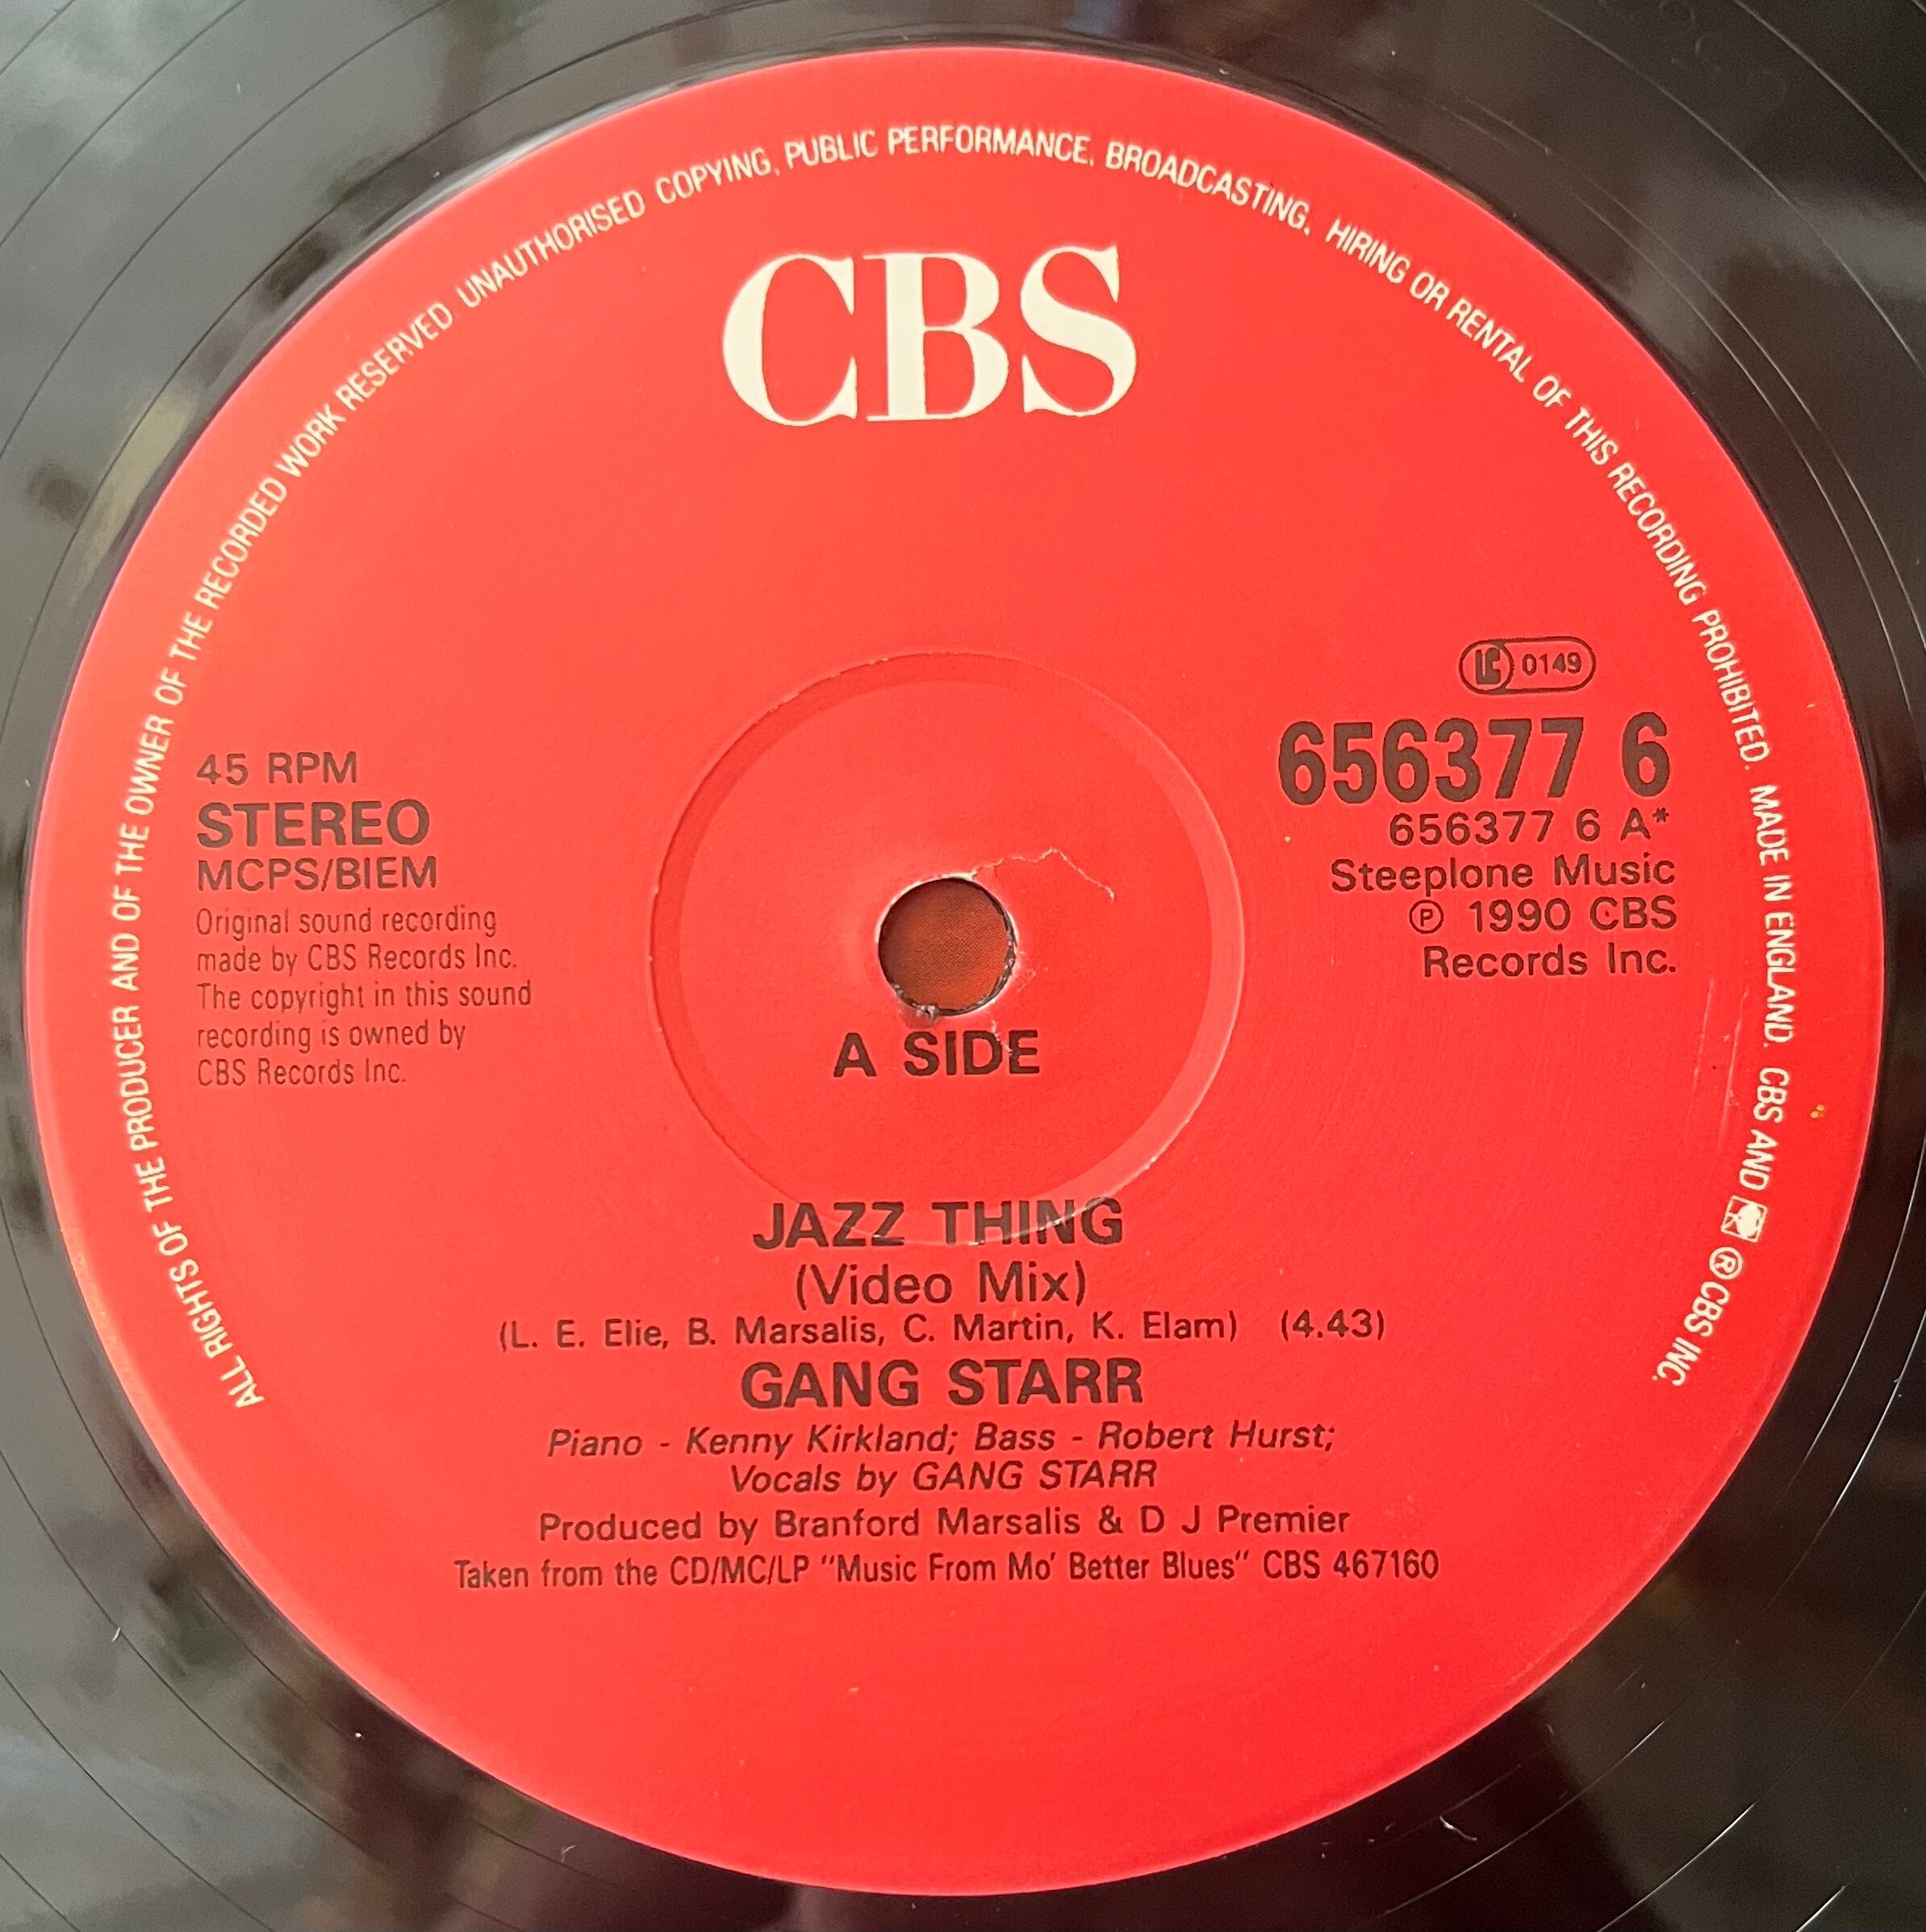 ALL RIGHTS OF THE PRODUCER AND OF THE OWNER OF THE RECORDED WORK RESERVED. UNAUTHORISED COPYING, PUBLIC PERFORMANCE, BROADCASTING, HIRING OR RENTAL OF THIS RECORDING PROHIBITED. MADE IN ENGLAND. CBS AND ® CBS INC.
CBS
LC 0149
45 RPM
STEREO
MCPS/BIEM
Original sound recording
made by CBS Records Inc.
The copyright in this sound
recording is owned by
CBS Records Inc.
656377 6
656377 6 A*
Steeplone Music
℗ 1990 CBS
Records Inc.
A SIDE
JAZZ THING
(Video Mix)
(L. E. Elie, B. Marsalis, C. Martin, K. Elam) (4.43)
GANG STARR
Piano - Kenny Kirkland; Bass - Robert Hurst;
Vocals by GANG STARR
Produced by Branford Marsalis & D J Premier
Taken from the CD/MC/LP "Music From Mo' Better Blues" CBS 467160